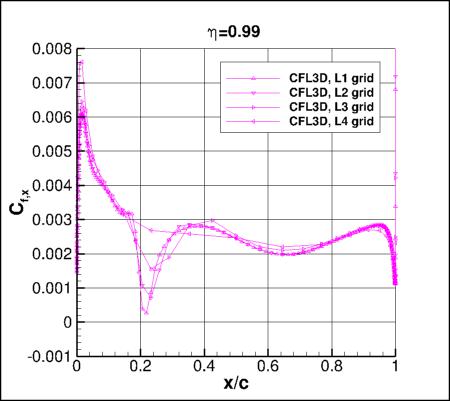 η=0.99
0.008
0.007
0.006
0.005
0.004
0.003
0.002
0.001
0
-0.001
C_f,x
CFL3D, L1 grid
CFL3D, L2 grid
CFL3D, L3 grid
CFL3D, L4 grid
0 0.2 0.4 0.6 0.8 1
x/c